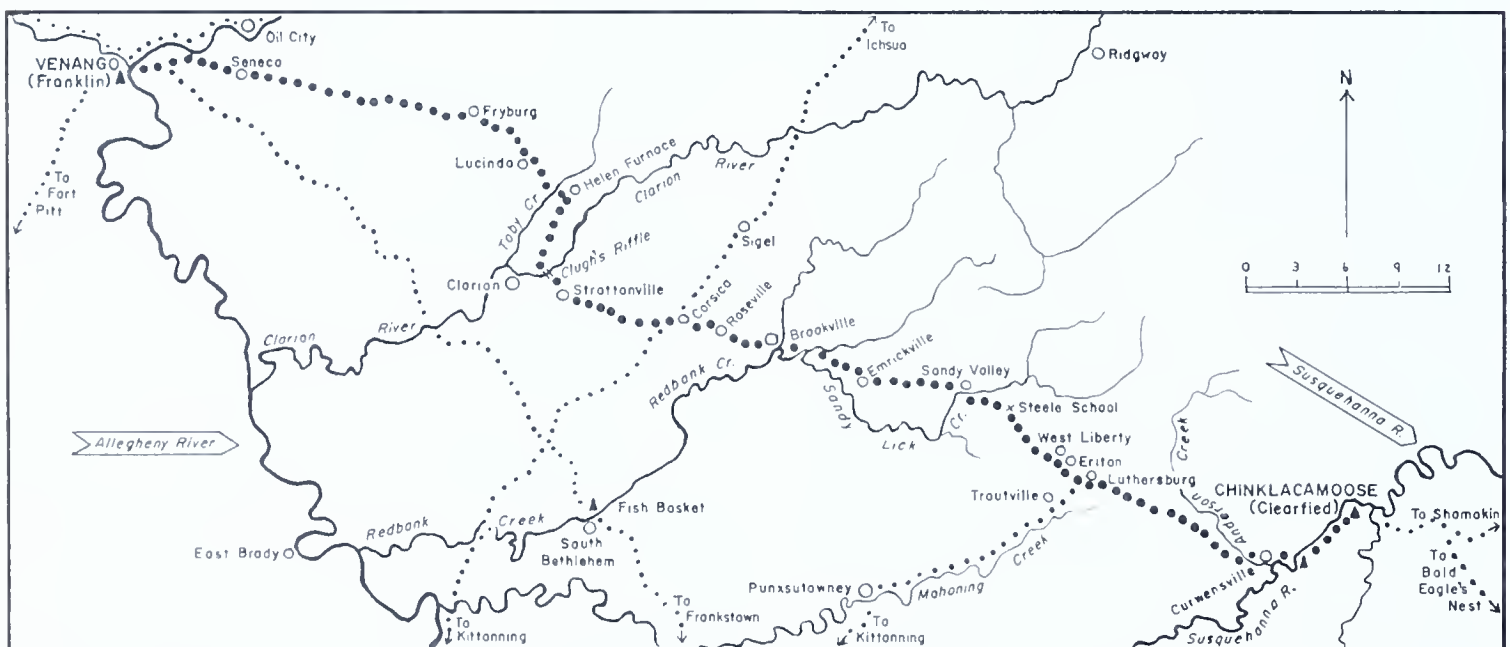 Oil City
To
Ichsua
Ridgway
N
VENANGO
(Franklin)
Seneca
Fryburg
Lucinda
Helen Furnace
To
Fort
Pitt
Toby Cr.
Clarion
River
Clugh's Riffle
Sigel
0 3 6 9 12
Clarion
Strattanville
Corsica
Roseville
Brookville
Clarion River
Redbank Cr.
Emrickville
Sandy Valley
Sandy
Lick
Cr.
Steele School
Susquehanna R.
Allegheny River
West Liberty
Eriton
Luthersburg
Anderson
Creek
CHINKLACAMOOSE
(Clearfield)
Troutville
Fish Basket
Redbank Creek
East Brady
South
Bethlehem
To Shamokin
To
Bald
Eagle's
Nest
Curwensville
Punxsutawney
Mahoning Creek
To
Kittanning
To
Frankstown
To
Kittanning
Susquehanna R.